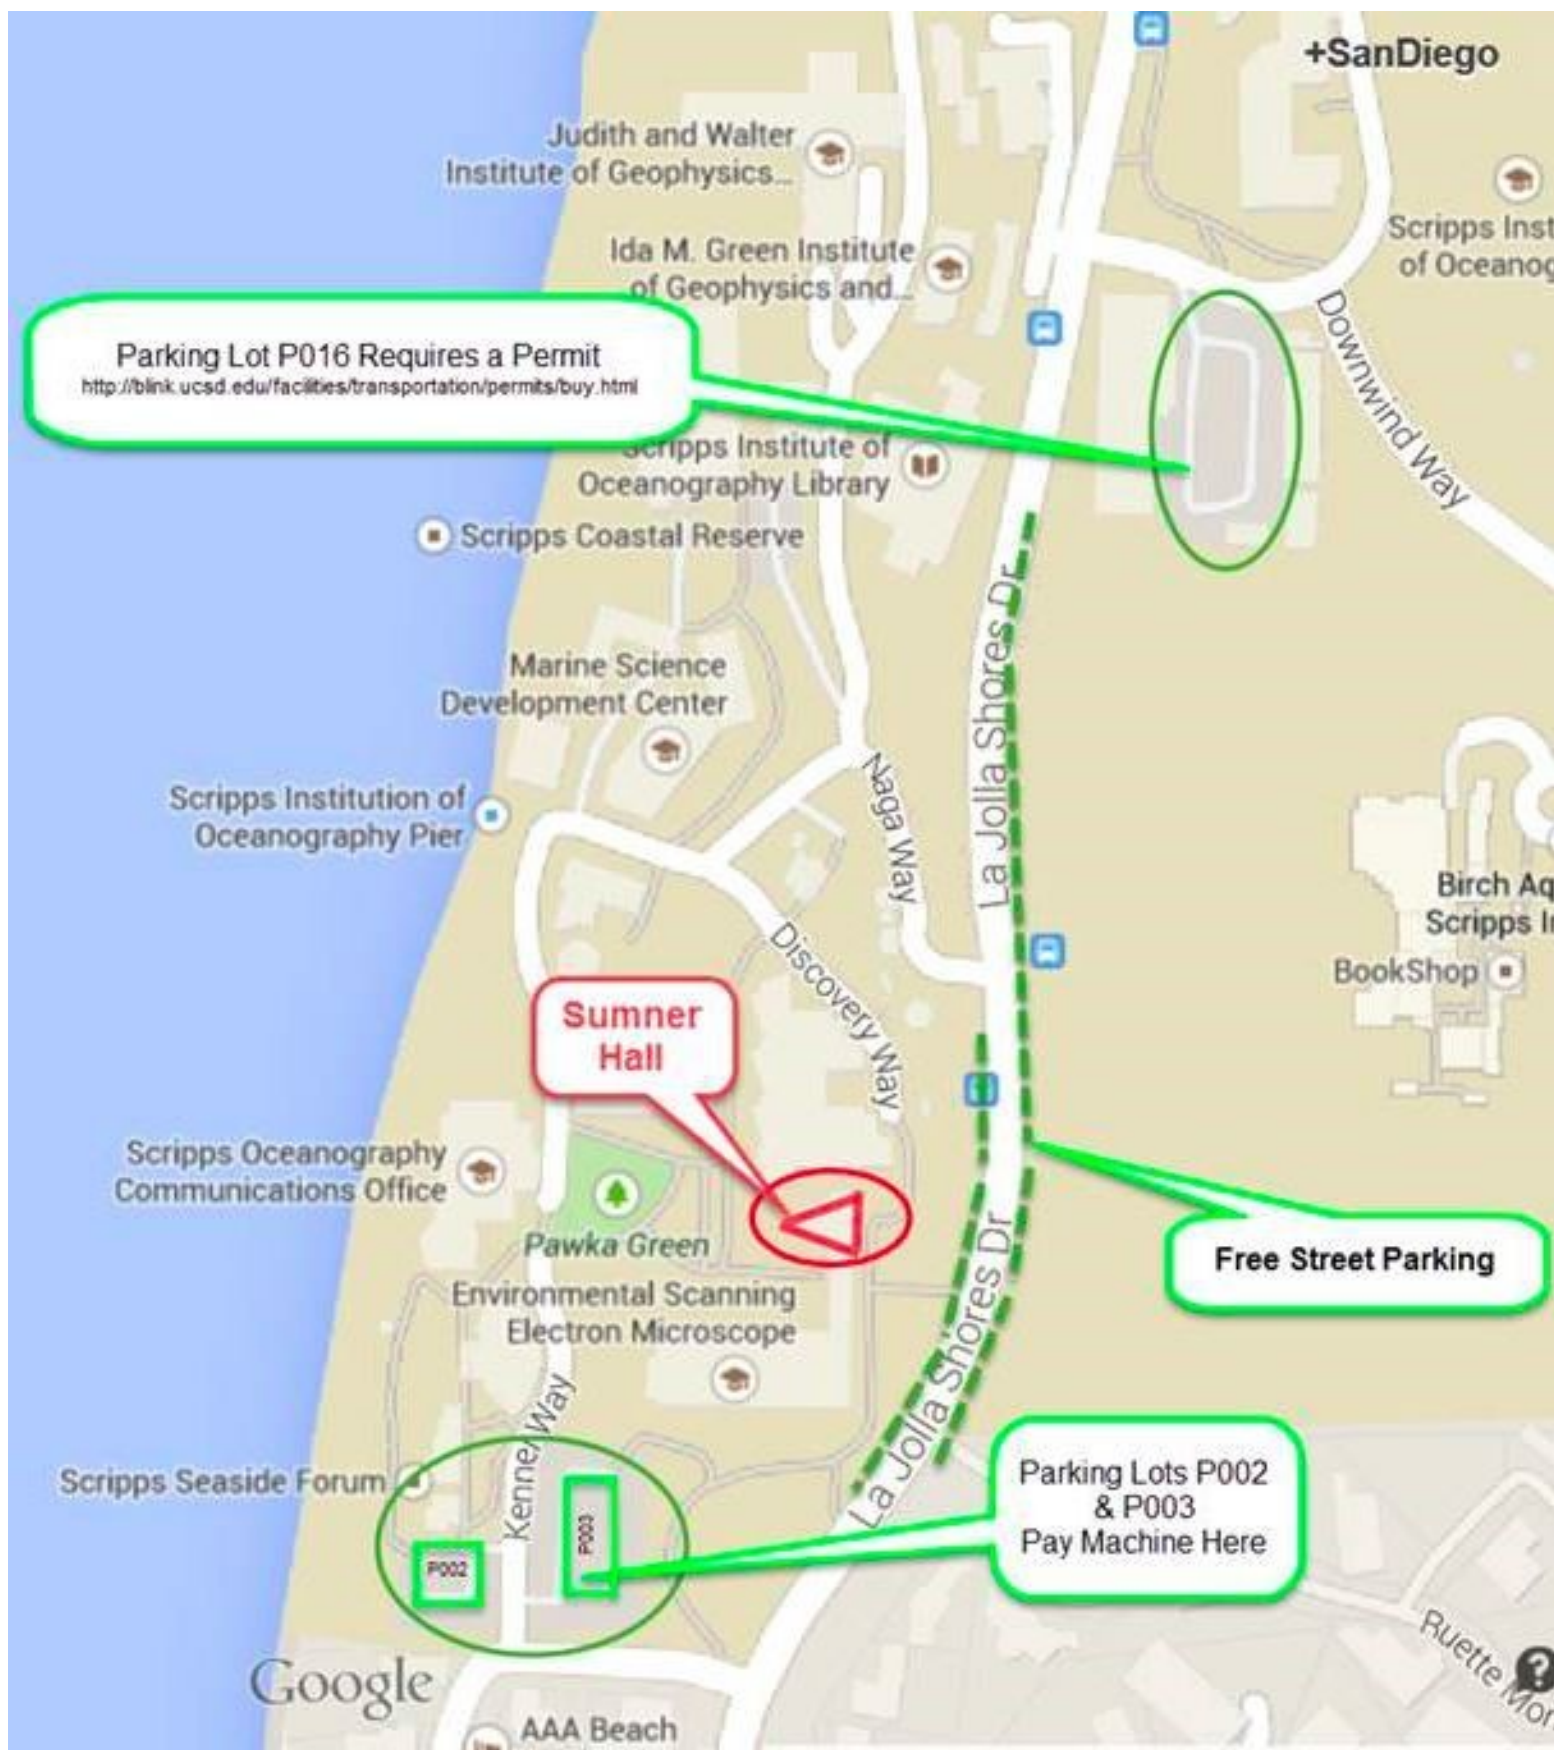 +SanDiego
Judith and Walter
Institute of Geophysics...
Scripps Inst
of Oceanog
Ida M. Green Institute
of Geophysics and...
Parking Lot P016 Requires a Permit
http://blink.ucsd.edu/facilities/transportation/permits/buy.html
Downwind Way
Scripps Institute of
Oceanography Library
Scripps Coastal Reserve
La Jolla Shores Dr
Marine Science
Development Center
Naga Way
Scripps Institution of
Oceanography Pier
Birch Aq
Scripps I
BookShop
Discovery Way
Sumner
Hall
Scripps Oceanography
Communications Office
Pawka Green
Free Street Parking
La Jolla Shores Dr
Environmental Scanning
Electron Microscope
Kennel Way
Scripps Seaside Forum
Parking Lots P002
& P003
Pay Machine Here
P003
P002
Ruette Mon
Google
AAA Beach